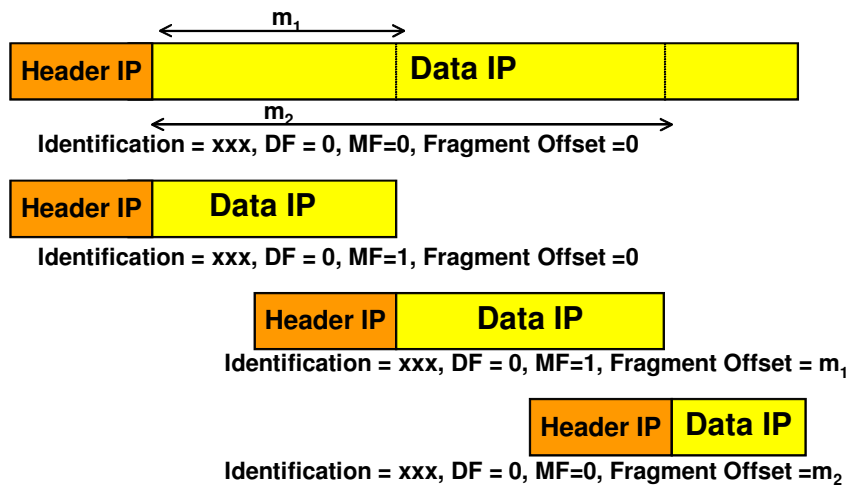 m₁
Header IP Data IP
m₂
Identification = xxx, DF = 0, MF=0, Fragment Offset =0
Header IP Data IP
Identification = xxx, DF = 0, MF=1, Fragment Offset =0
Header IP Data IP
Identification = xxx, DF = 0, MF=1, Fragment Offset = m₁
Header IP Data IP
Identification = xxx, DF = 0, MF=0, Fragment Offset =m₂